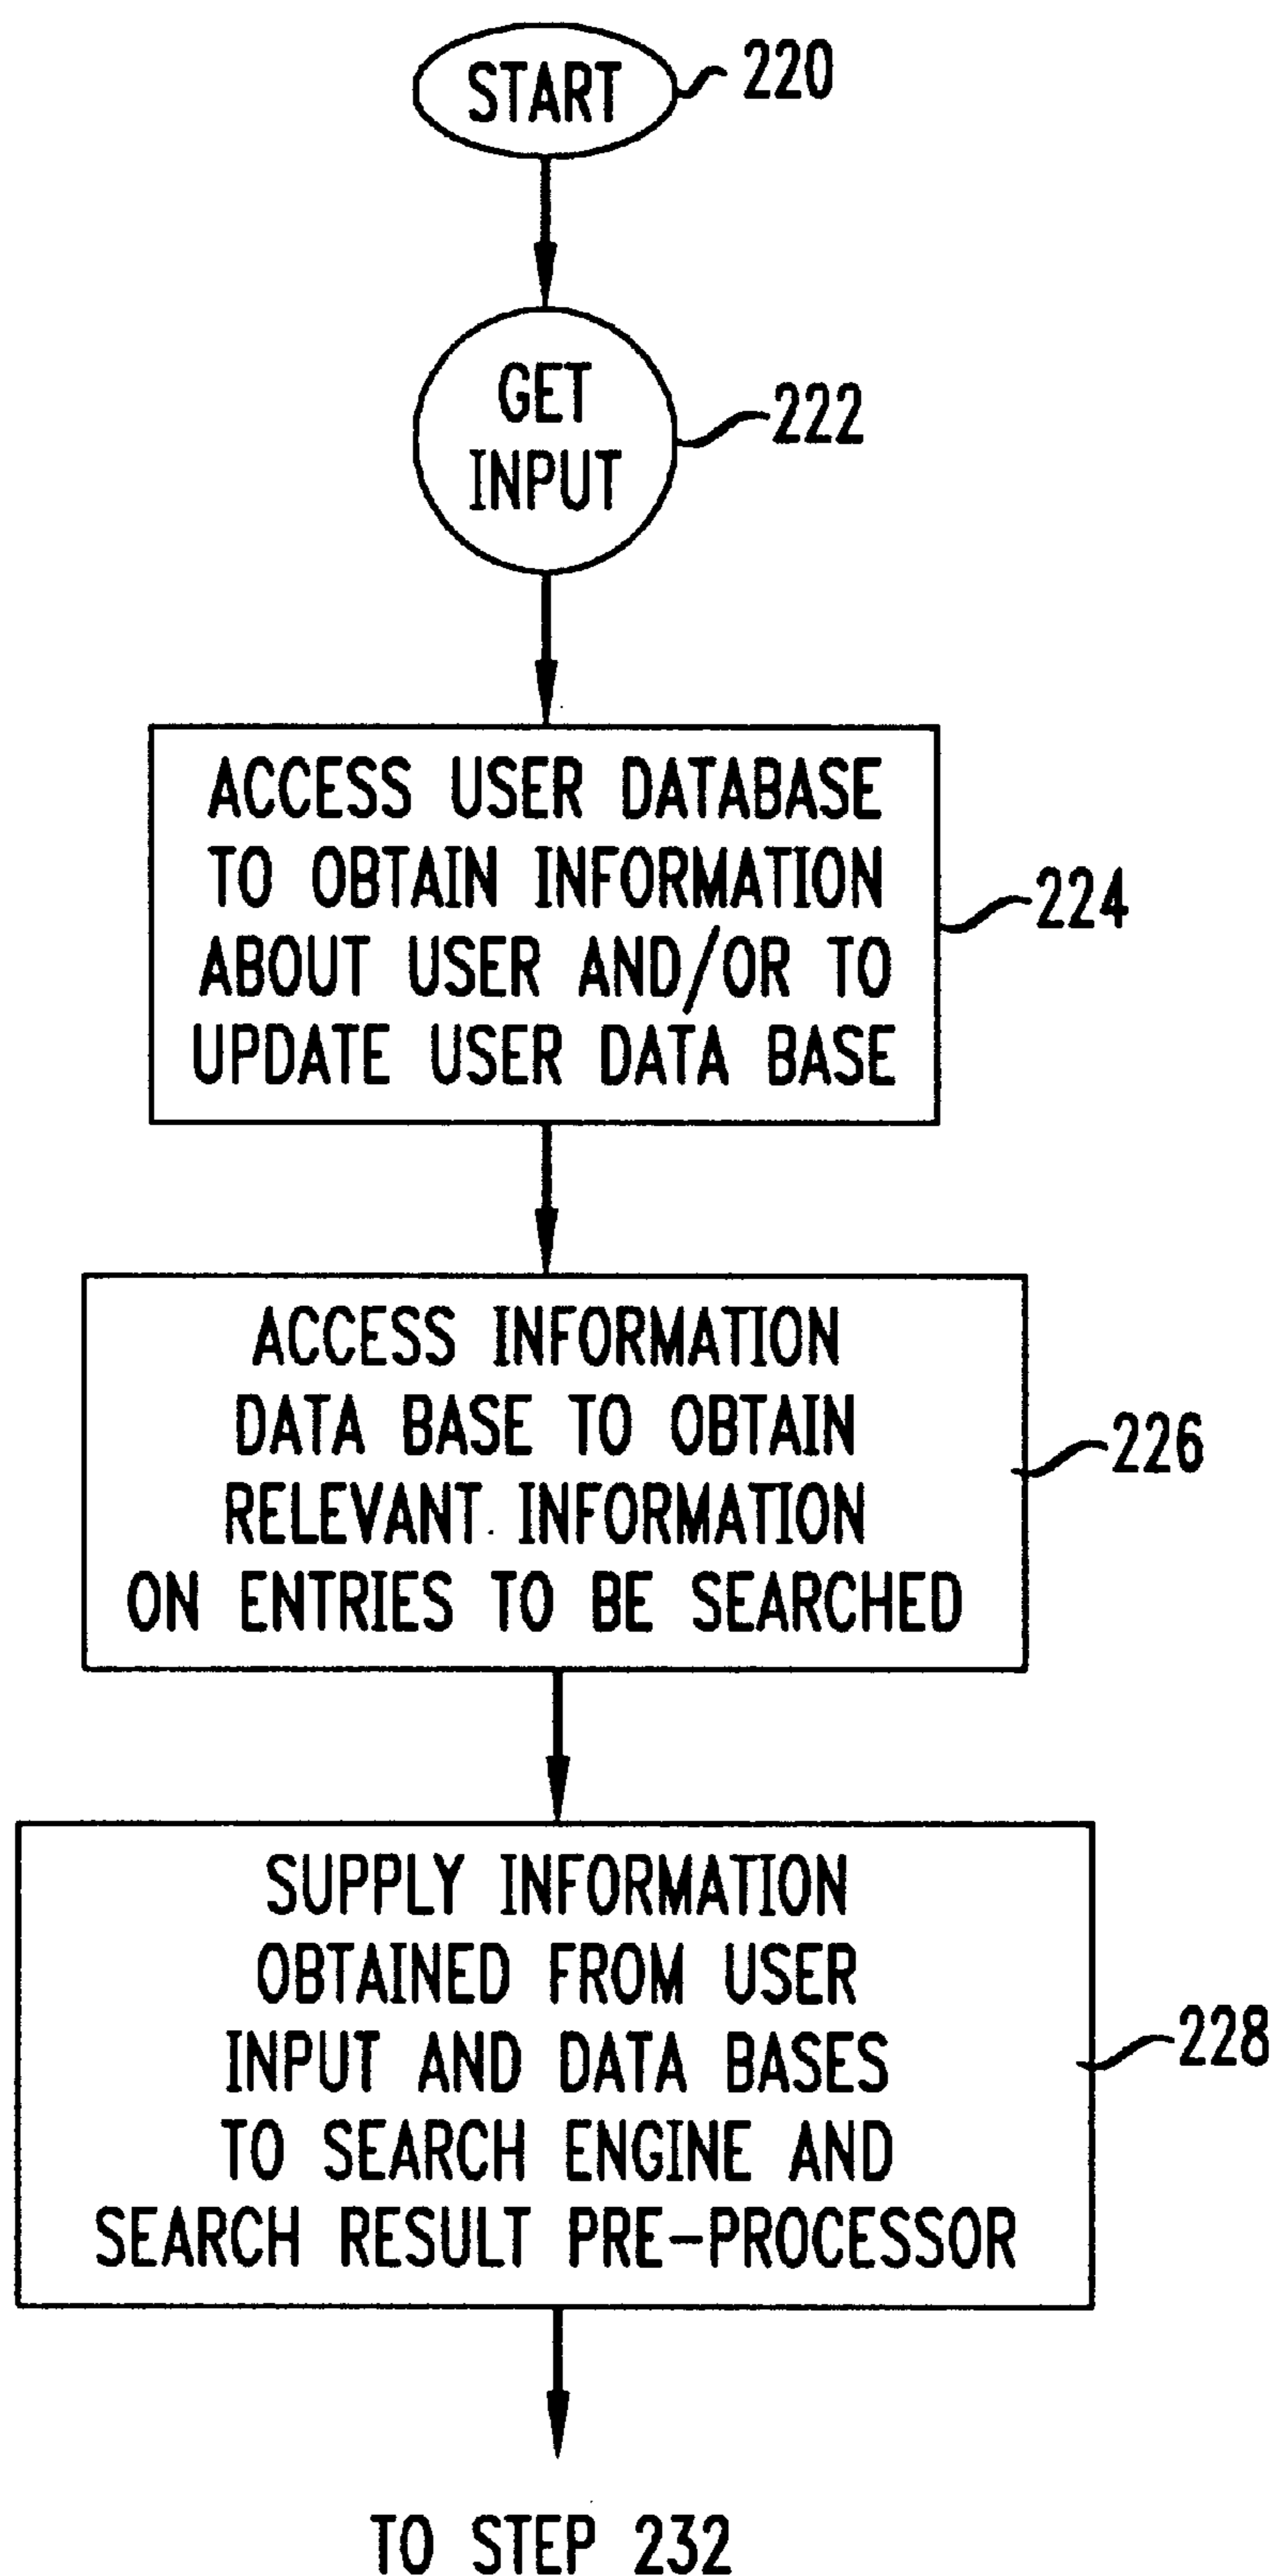 START
220
GET
INPUT
222
ACCESS USER DATABASE
TO OBTAIN INFORMATION
ABOUT USER AND/OR TO
UPDATE USER DATA BASE
224
ACCESS INFORMATION
DATA BASE TO OBTAIN
RELEVANT INFORMATION
ON ENTRIES TO BE SEARCHED
226
SUPPLY INFORMATION
OBTAINED FROM USER
INPUT AND DATA BASES
TO SEARCH ENGINE AND
SEARCH RESULT PRE-PROCESSOR
228
TO STEP 232